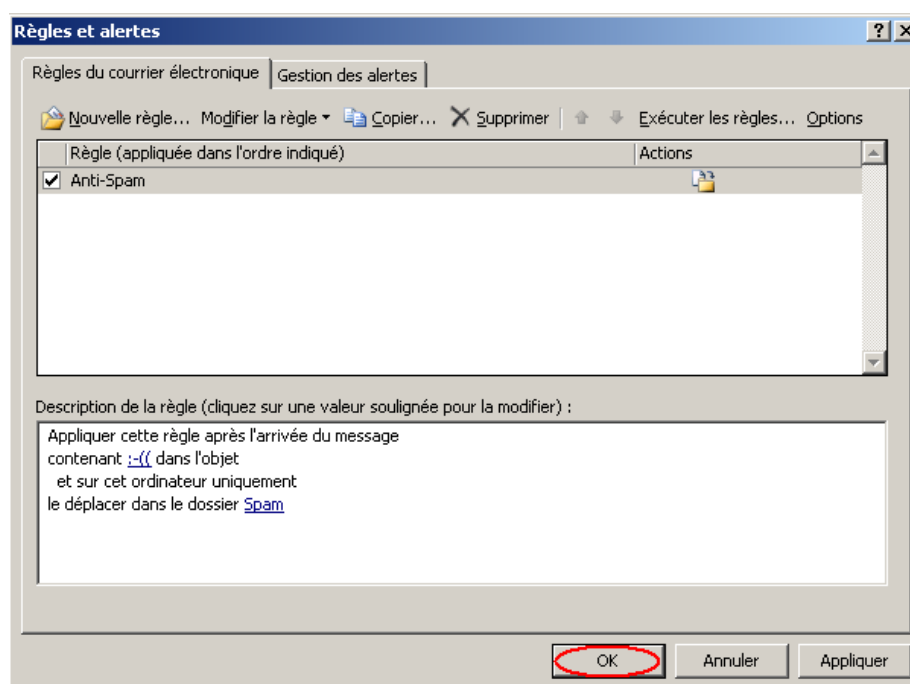 Règles et alertes
Règles du courrier électronique Gestion des alertes
Nouvelle règle... Modifier la règle Copier... Supprimer Exécuter les règles... Options
Règle (appliquée dans l'ordre indiqué) Actions
Anti-Spam
Description de la règle (cliquez sur une valeur soulignée pour la modifier) :
Appliquer cette règle après l'arrivée du message
contenant :-(( dans l'objet
et sur cet ordinateur uniquement
le déplacer dans le dossier Spam
OK Annuler Appliquer